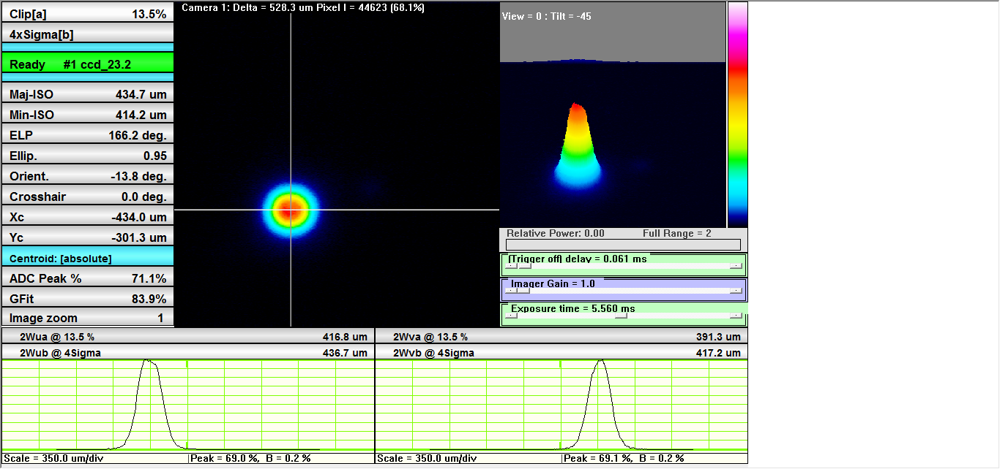 Clip[a] 13.5%
4xSigma[b]
Ready #1 ccd_23.2
Maj-ISO 434.7 um
Min-ISO 414.2 um
ELP 166.2 deg.
Ellip. 0.95
Orient. -13.8 deg.
Crosshair 0.0 deg.
Xc -434.0 um
Yc -301.3 um
Centroid: [absolute]
ADC Peak % 71.1%
GFit 83.9%
Image zoom 1
Camera 1: Delta = 528.3 um Pixel I = 44623 (68.1%)
View = 0 : Tilt = -45
Relative Power: 0.00 Full Range = 2
[Trigger off] delay = 0.061 ms
Imager Gain = 1.0
Exposure time = 5.560 ms
2Wua @ 13.5 % 416.8 um
2Wub @ 4Sigma 436.7 um
2Wva @ 13.5 % 391.3 um
2Wvb @ 4Sigma 417.2 um
Scale = 350.0 um/div Peak = 69.0 %, B = 0.2 %
Scale = 350.0 um/div Peak = 69.1 %, B = 0.2 %